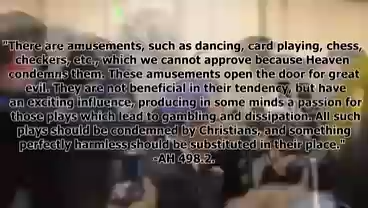 "There are amusements, such as dancing, card playing, chess,
checkers, etc., which we cannot approve because Heaven
condemns them. These amusements open the door for great
evil. They are not beneficial in their tendency, but have
an exciting influence, producing in some minds a passion for
those plays which lead to gambling and dissipation. All such
plays should be condemned by Christians, and something
perfectly harmless should be substituted in their place."
-AH 498.2.